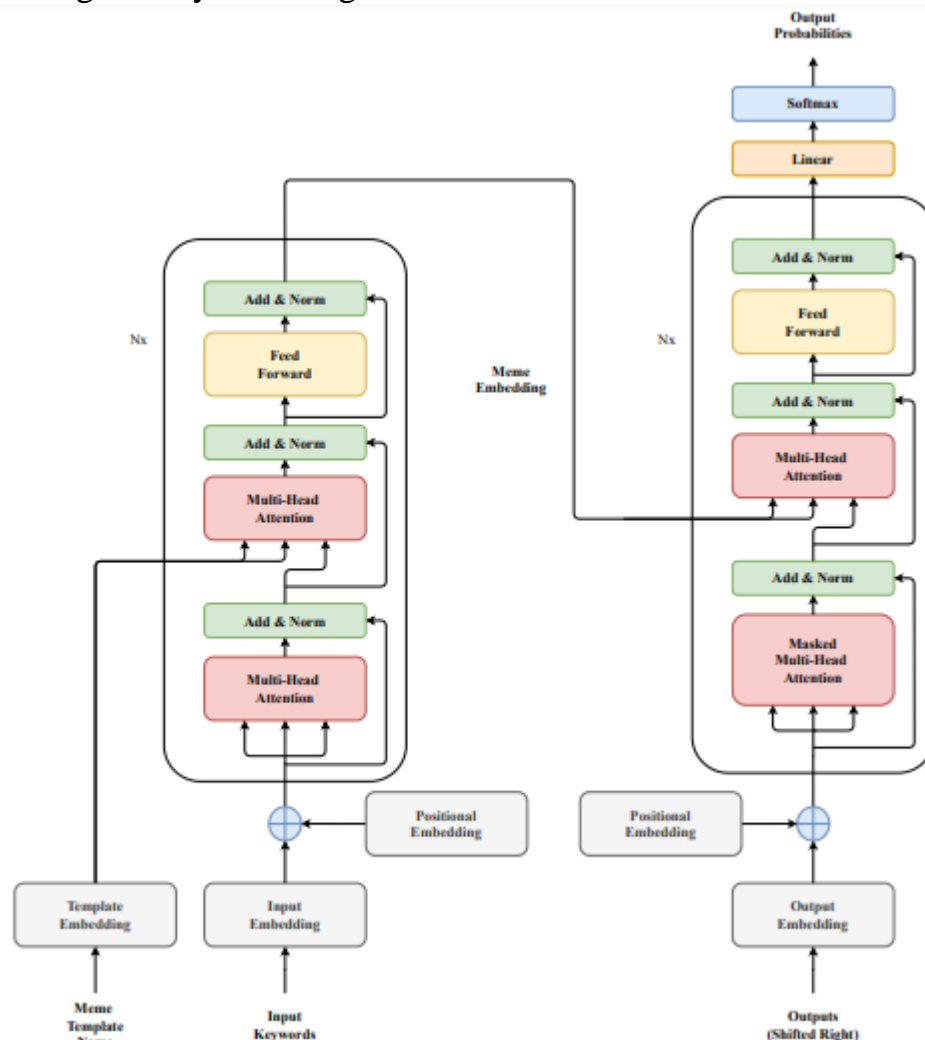 Output
Probabilities
Softmax
Linear
Add & Norm
Feed
Forward
Nx
Add & Norm
Multi-Head
Attention
Add & Norm
Masked
Multi-Head
Attention
Positional
Embedding
Output
Embedding
Outputs
(Shifted Right)
Meme
Embedding
Add & Norm
Feed
Forward
Nx
Add & Norm
Multi-Head
Attention
Add & Norm
Multi-Head
Attention
Positional
Embedding
Template
Embedding
Input
Embedding
Meme
Template
Input
Keywords